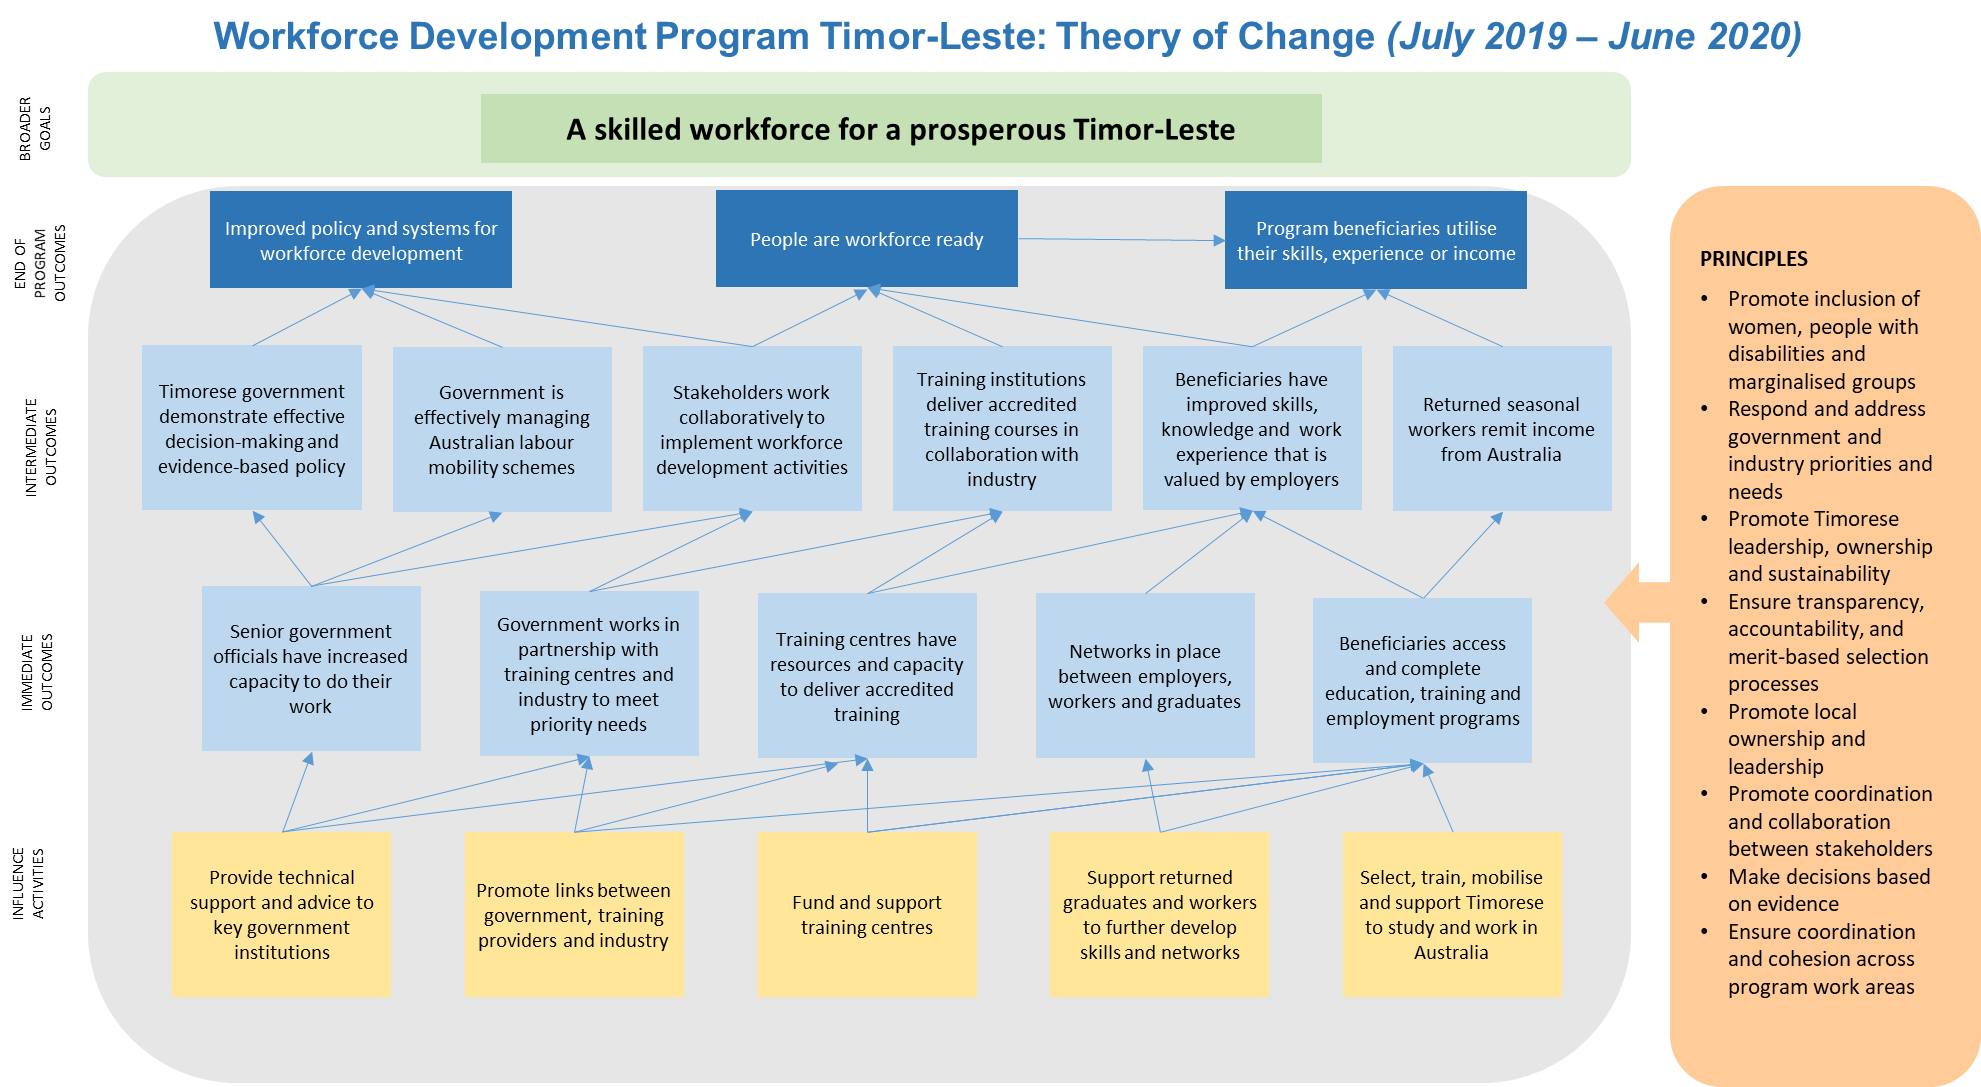 Workforce Development Program Timor-Leste: Theory of Change (July 2019 – June 2020)
BROADER
GOALS
A skilled workforce for a prosperous Timor-Leste
END OF
PROGRAM
OUTCOMES
Improved policy and systems for
workforce development
People are workforce ready
Program beneficiaries utilise
their skills, experience or income
INTERMEDIATE
OUTCOMES
Timorese government
demonstrate effective
decision-making and
evidence-based policy
Government is
effectively managing
Australian labour
mobility schemes
Stakeholders work
collaboratively to
implement workforce
development activities
Training institutions
deliver accredited
training courses in
collaboration with
industry
Beneficiaries have
improved skills,
knowledge and work
experience that is
valued by employers
Returned seasonal
workers remit income
from Australia
IMMEDIATE
OUTCOMES
Senior government
officials have increased
capacity to do their
work
Government works in
partnership with
training centres and
industry to meet
priority needs
Training centres have
resources and capacity
to deliver accredited
training
Networks in place
between employers,
workers and graduates
Beneficiaries access
and complete
education, training and
employment programs
INFLUENCE
ACTIVITIES
Provide technical
support and advice to
key government
institutions
Promote links between
government, training
providers and industry
Fund and support
training centres
Support returned
graduates and workers
to further develop
skills and networks
Select, train, mobilise
and support Timorese
to study and work in
Australia
PRINCIPLES
• Promote inclusion of
women, people with
disabilities and
marginalised groups
• Respond and address
government and
industry priorities and
needs
• Promote Timorese
leadership, ownership
and sustainability
• Ensure transparency,
accountability, and
merit-based selection
processes
• Promote local
ownership and
leadership
• Promote coordination
and collaboration
between stakeholders
• Make decisions based
on evidence
• Ensure coordination
and cohesion across
program work areas